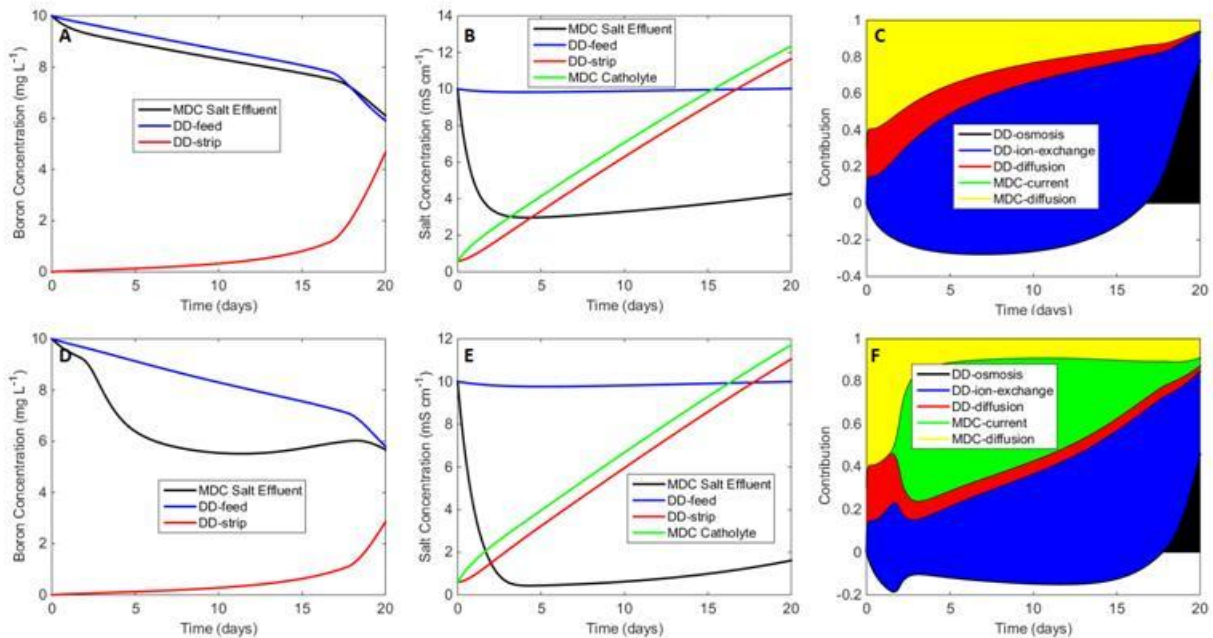 A
Boron Concentration (mg L⁻¹)
10
8
6
4
2
0
MDC Salt Effluent
DD-feed
DD-strip
0 5 10 15 20
Time (days)
B
Salt Concentration (mS cm⁻¹)
14
12
10
8
6
4
2
0
MDC Salt Effluent
DD-feed
DD-strip
MDC Catholyte
0 5 10 15 20
Time (days)
C
Contribution
1
0.8
0.6
0.4
0.2
0
-0.2
-0.4
DD-osmosis
DD-ion-exchange
DD-diffusion
MDC-current
MDC-diffusion
0 5 10 15 20
Time (days)
D
Boron Concentration (mg L⁻¹)
10
8
6
4
2
0
MDC Salt Effluent
DD-feed
DD-strip
0 5 10 15 20
Time (days)
E
Salt Concentration (mS cm⁻¹)
12
10
8
6
4
2
0
MDC Salt Effluent
DD-feed
DD-strip
MDC Catholyte
0 5 10 15 20
Time (days)
F
Contribution
1
0.8
0.6
0.4
0.2
0
-0.2
DD-osmosis
DD-ion-exchange
DD-diffusion
MDC-current
MDC-diffusion
0 5 10 15 20
Time (days)